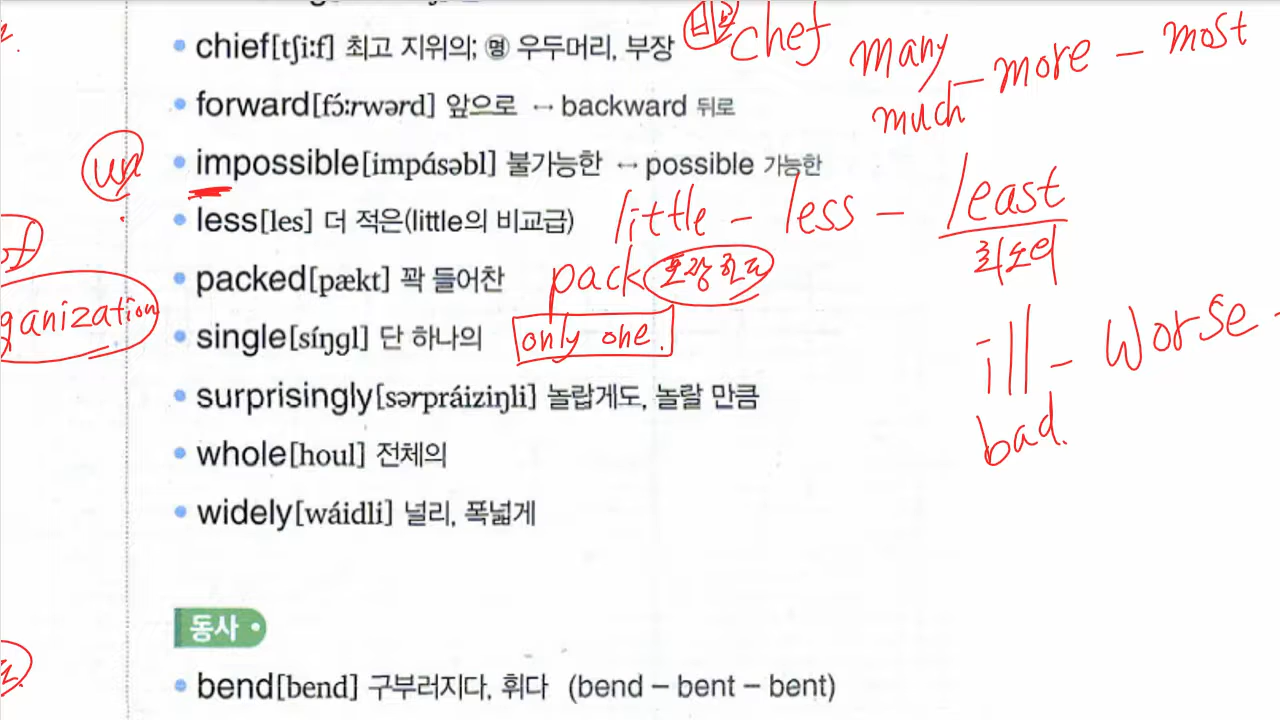 chief[tʃiːf] 최고 지위의; ㊔ 우두머리, 부장 비교 chef
many
much – more – most
forward[fɔ́ːrwərd] 앞으로 ↔ backward 뒤로
un
impossible[impɑ́səbl] 불가능한 ↔ possible 가능한
less[les] 더 적은(little의 비교급) little – less – least
최소의
packed[pækt] 꽉 들어찬 pack 포장한다
ganization
single[síŋgl] 단 하나의 only one.
ill – worse –
bad.
surprisingly[sərpráiziŋli] 놀랍게도, 놀랄 만큼
whole[houl] 전체의
widely[wáidli] 널리, 폭넓게
동사
bend[bend] 구부러지다, 휘다 (bend – bent – bent)